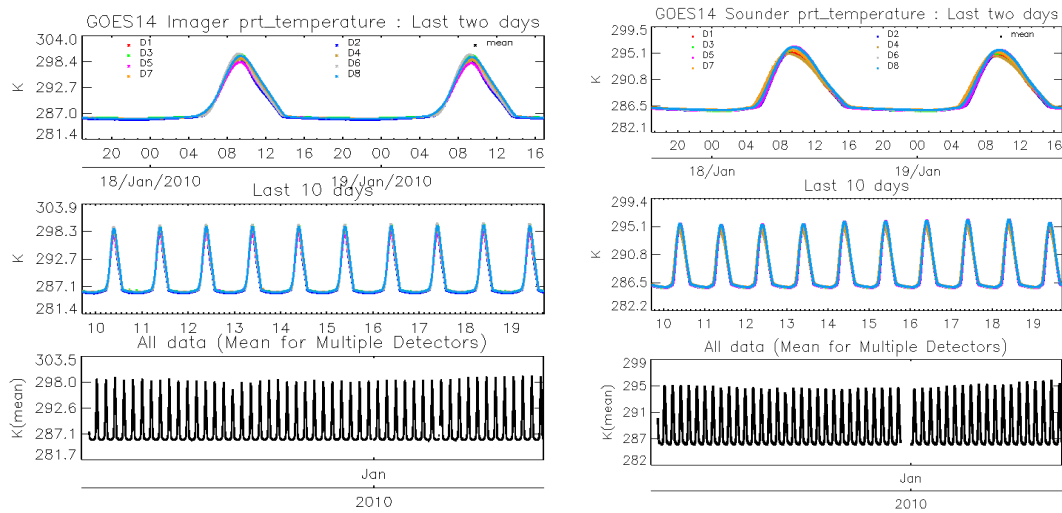 GOES14 Imager prt_temperature : Last two days
304.0
298.4
292.7
287.0
281.4
K
D1
D2
mean
D3
D4
D5
D6
D7
D8
20 00 04 08 12 16 20 00 04 08 12 16
18/Jan/2010 19/Jan/2010
Last 10 days
303.9
298.3
292.7
287.1
281.4
K
10 11 12 13 14 15 16 17 18 19
All data (Mean for Multiple Detectors)
303.5
298.0
292.6
287.1
281.7
K(mean)
Jan
2010
GOES14 Sounder prt_temperature : Last two days
299.5
295.1
290.8
286.5
282.1
K
D1
D2
mean
D3
D4
D5
D6
D7
D8
20 00 04 08 12 16 20 00 04 08 12 16
18/Jan 19/Jan
Last 10 days
299.4
295.1
290.8
286.5
282.2
K
10 11 12 13 14 15 16 17 18 19
All data (Mean for Multiple Detectors)
299
295
291
287
282
K(mean)
Jan
2010